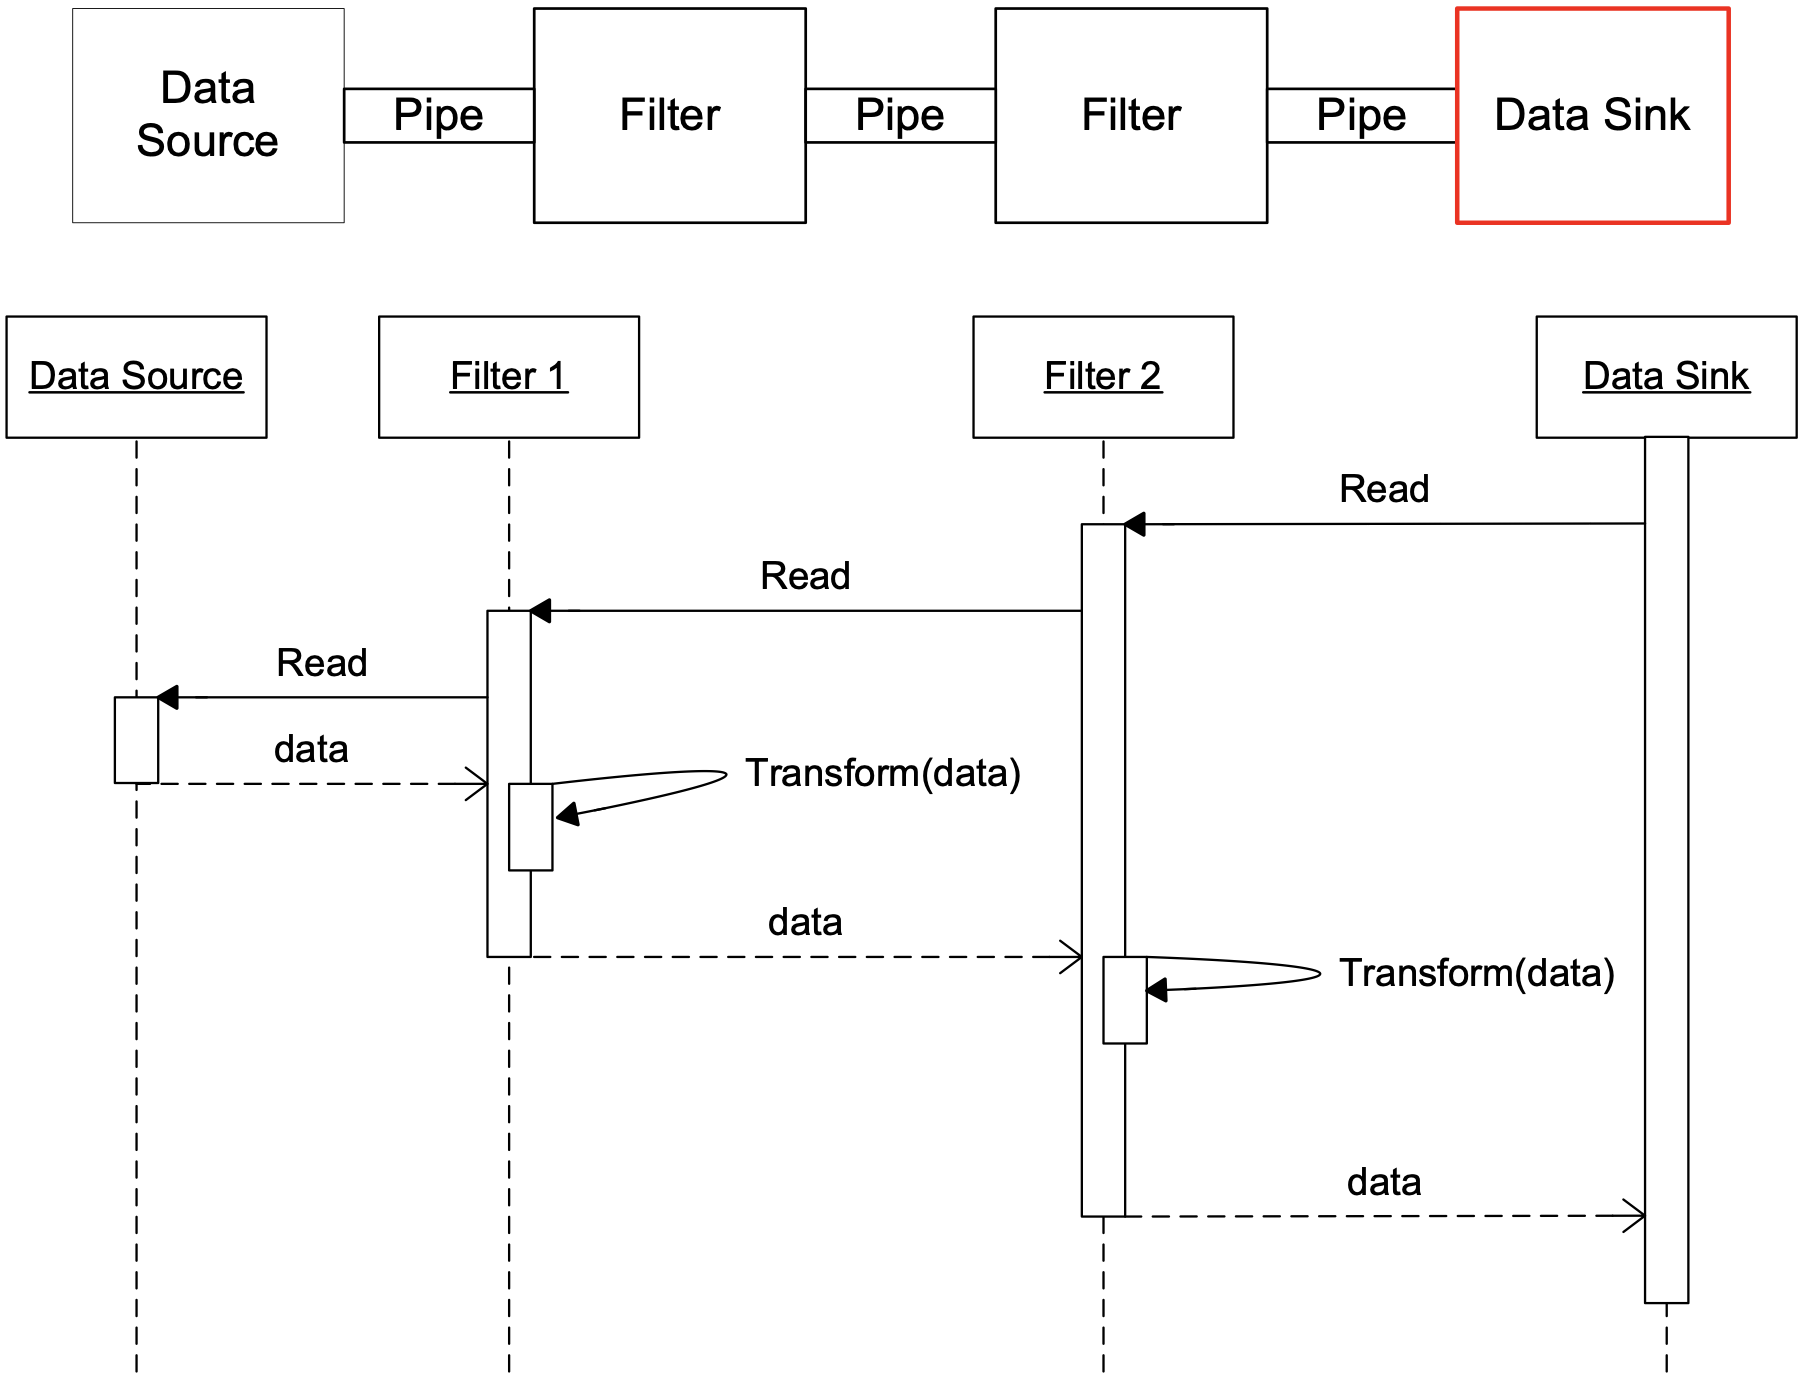 Data
Source
Pipe
Filter
Pipe
Filter
Pipe
Data Sink
Data Source
Filter 1
Filter 2
Data Sink
Read
Read
Read
data
Transform(data)
data
Transform(data)
data